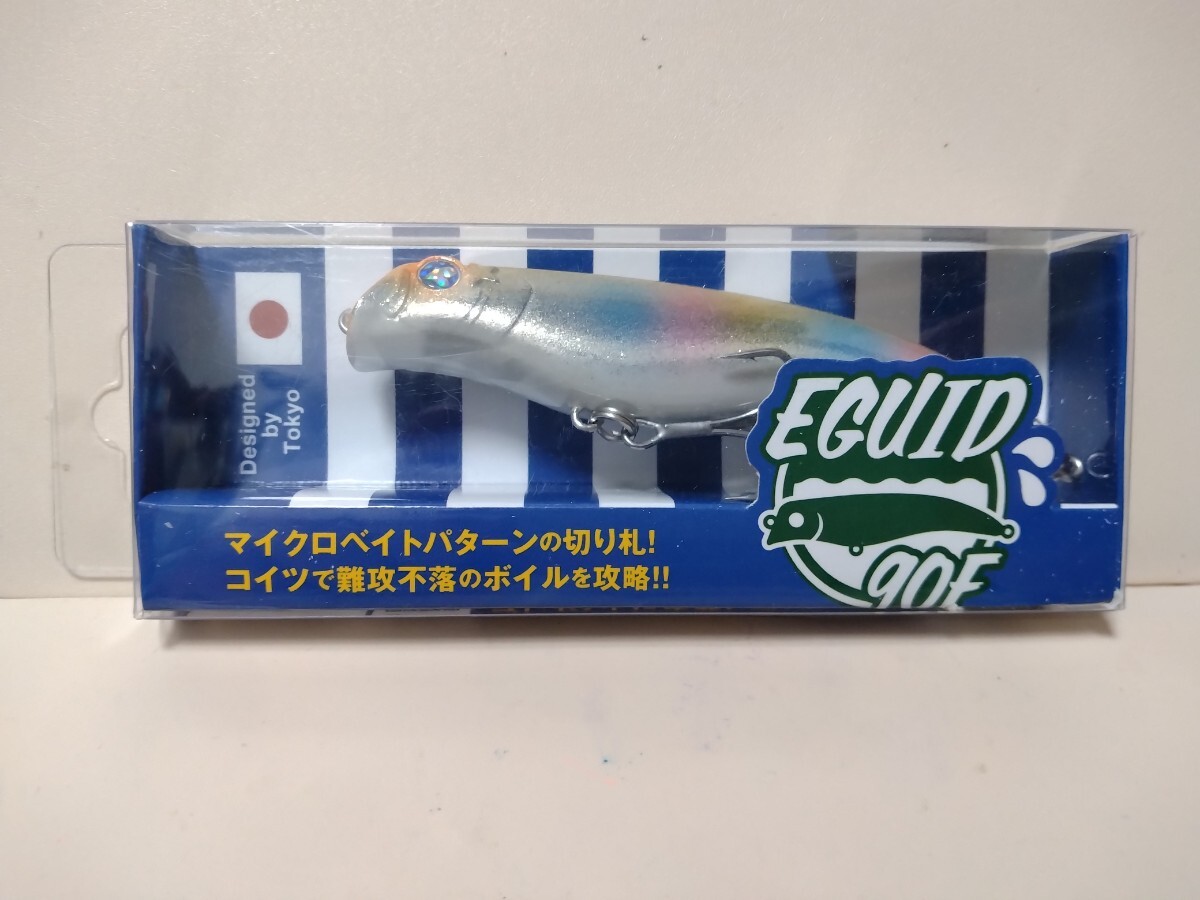 Designed
by
Tokyo
EGUID
90F
マイクロベイトパターンの切り札!
コイツで難攻不落のボイルを攻略!!